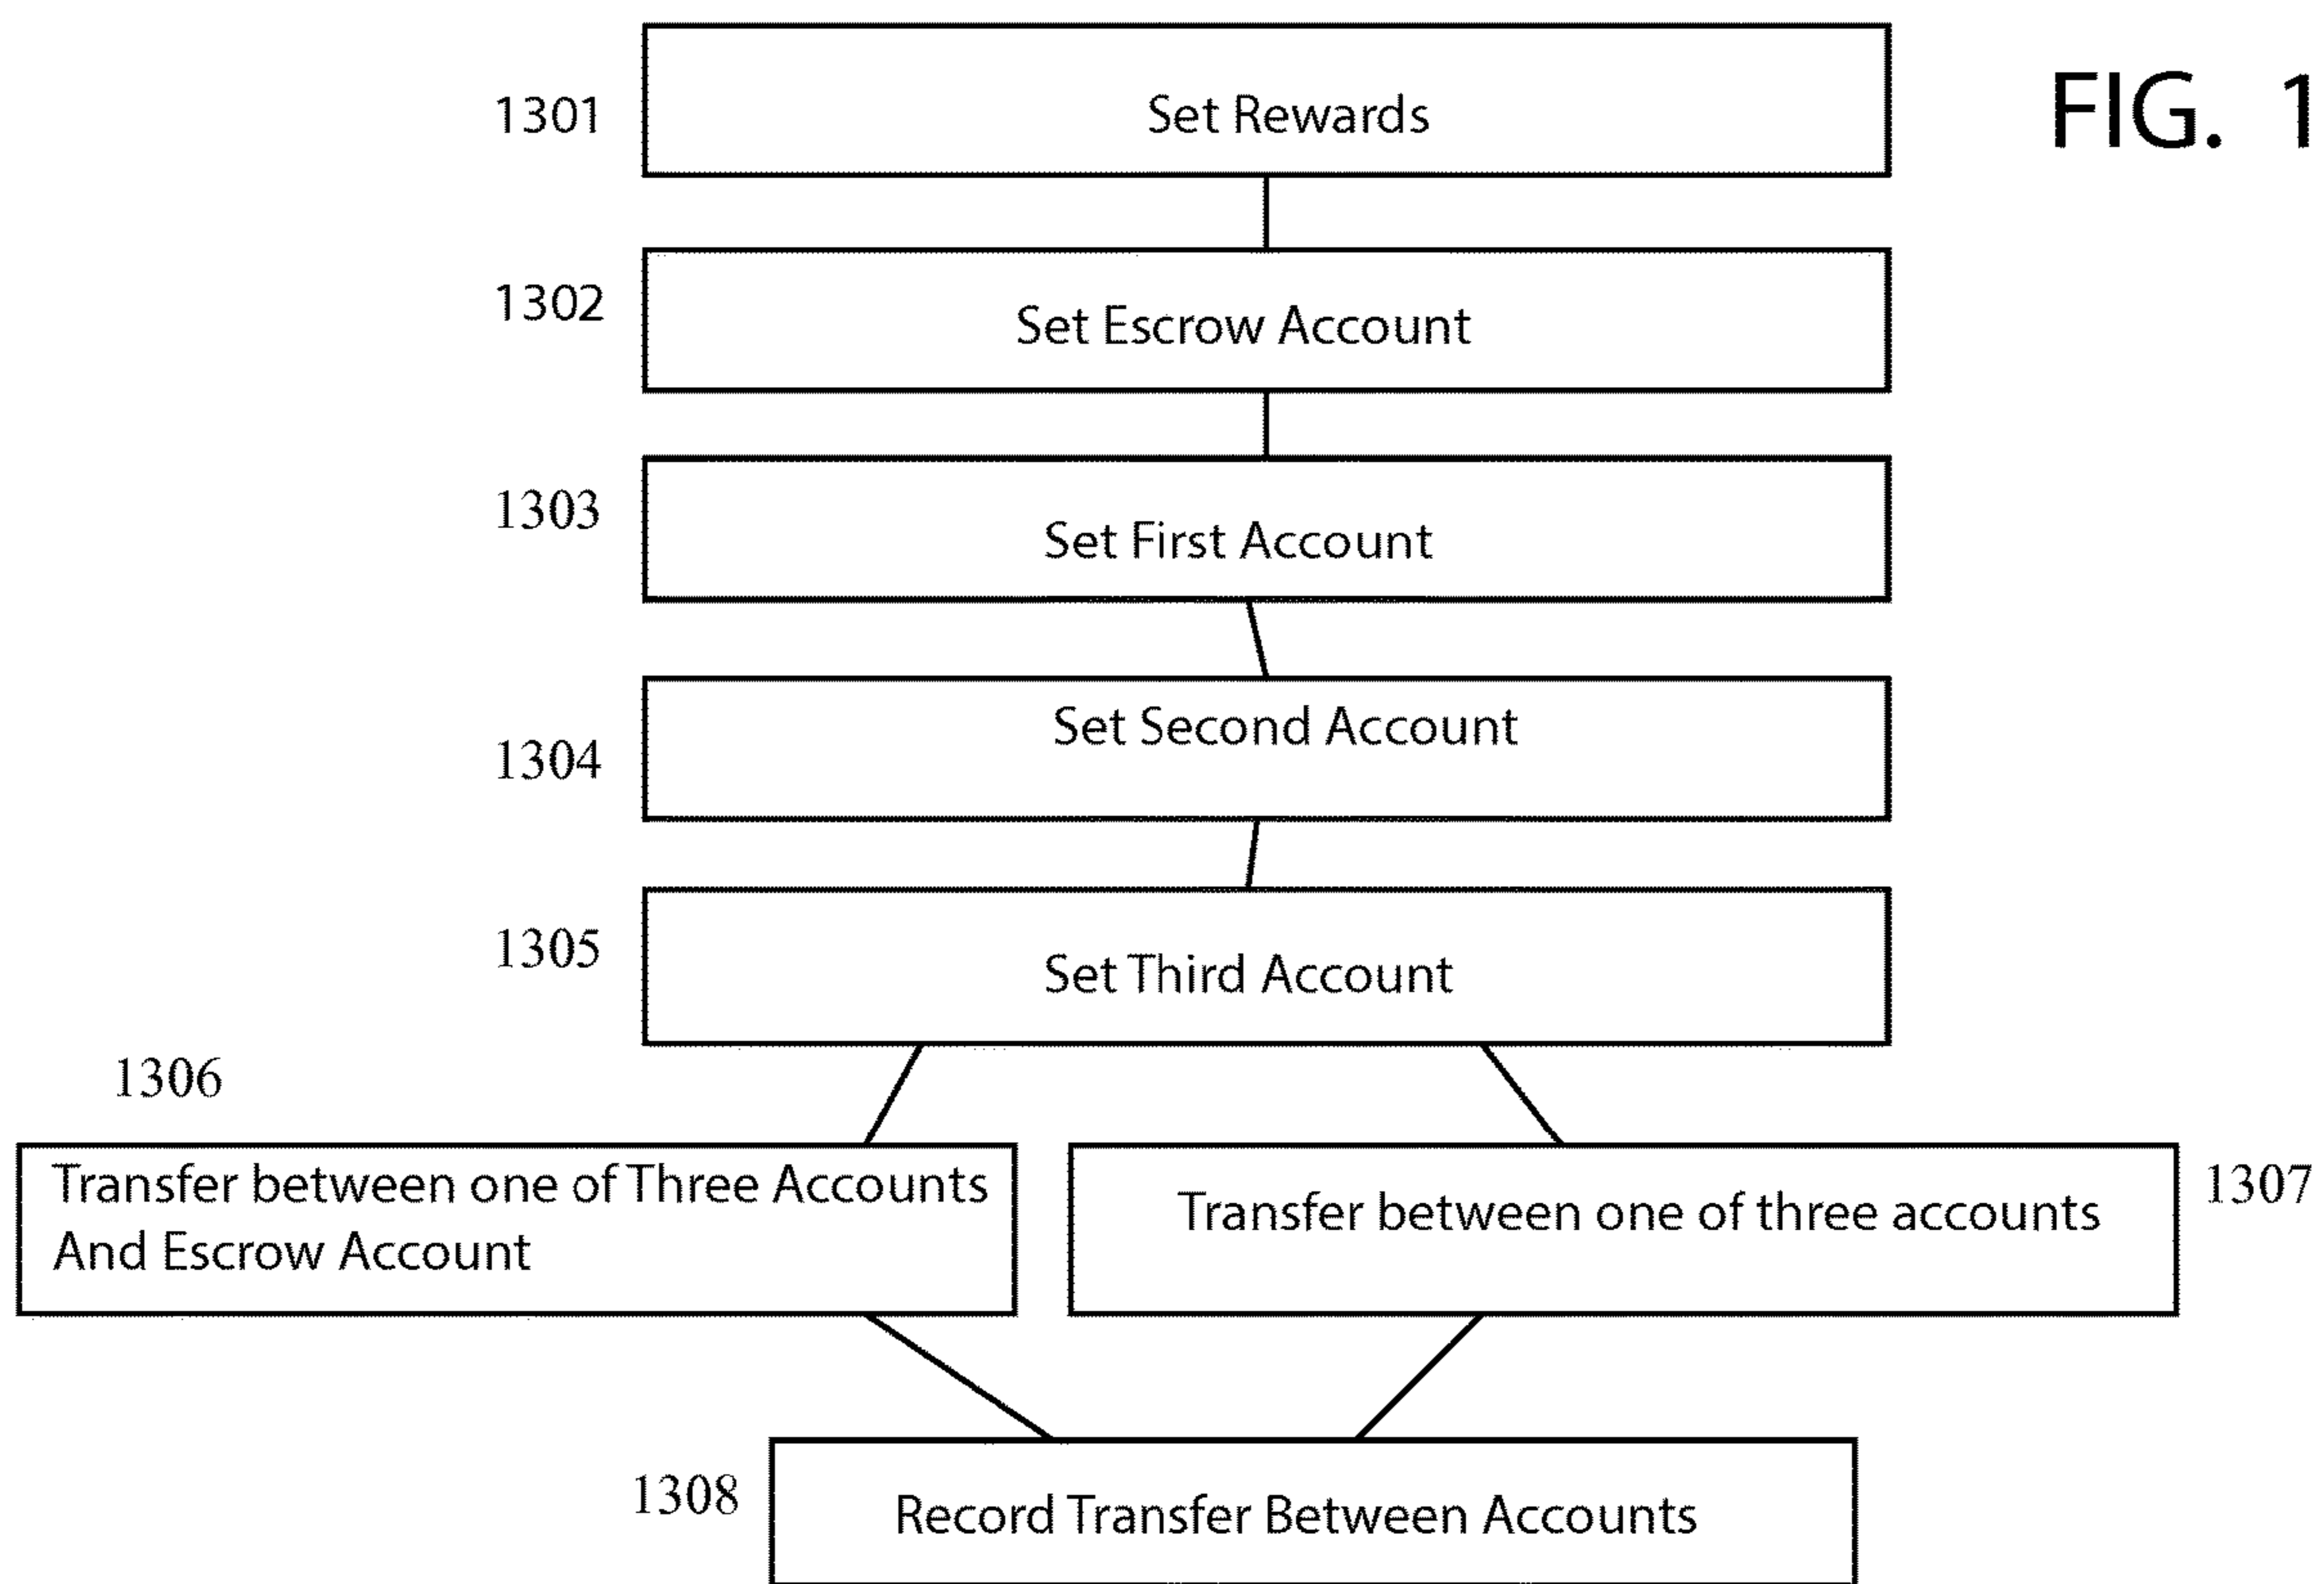 FIG. 1
1301
Set Rewards
1302
Set Escrow Account
1303
Set First Account
1304
Set Second Account
1305
Set Third Account
1306
Transfer between one of Three Accounts
And Escrow Account
Transfer between one of three accounts
1307
1308
Record Transfer Between Accounts